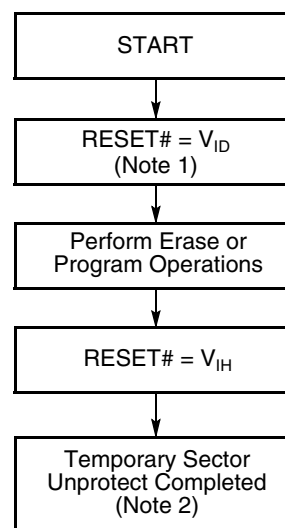 START
RESET# = VID
(Note 1)
Perform Erase or
Program Operations
RESET# = VIH
Temporary Sector
Unprotect Completed
(Note 2)